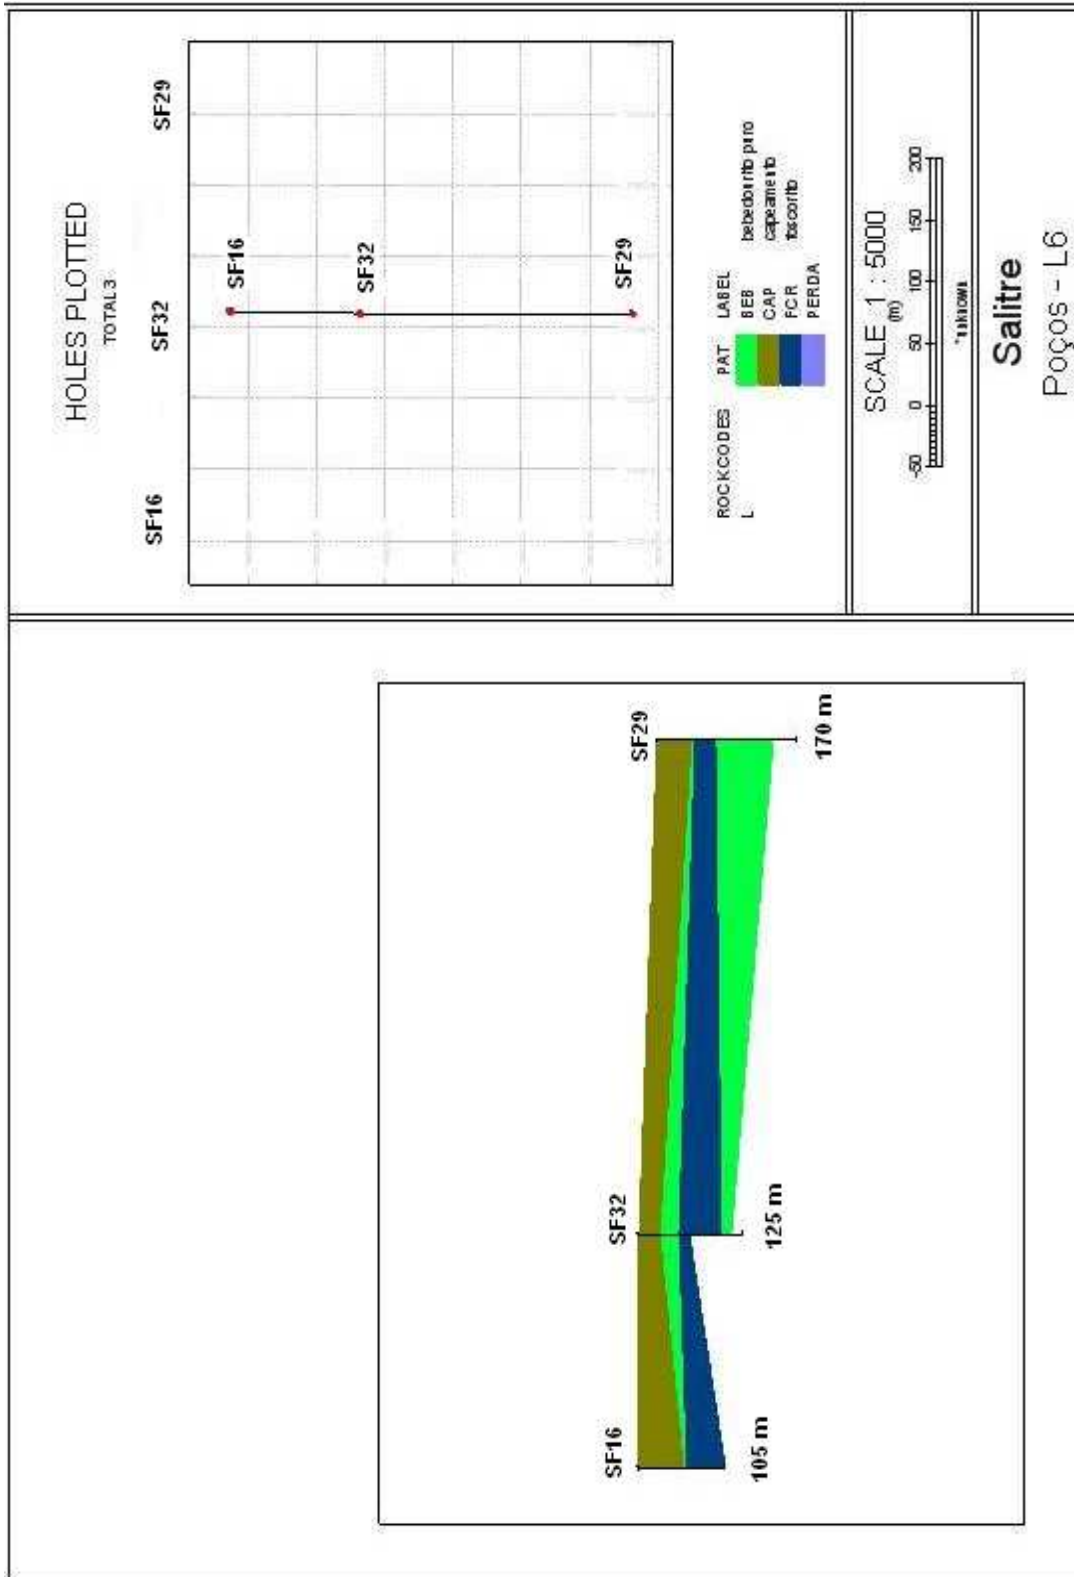 HOLES PLOTTED
TOTAL 3
SF16 SF32 SF29
SF16
SF32
SF29
ROCKCODES PAT LABEL
L BEB bebedourito puro
CAP capeamento
FCR foscorito
PERDA
SCALE 1 : 5000
(m)
-50 0 50 100 150 200
Salitre
Poços - L6
SF16 SF32 SF29
105 m 125 m 170 m